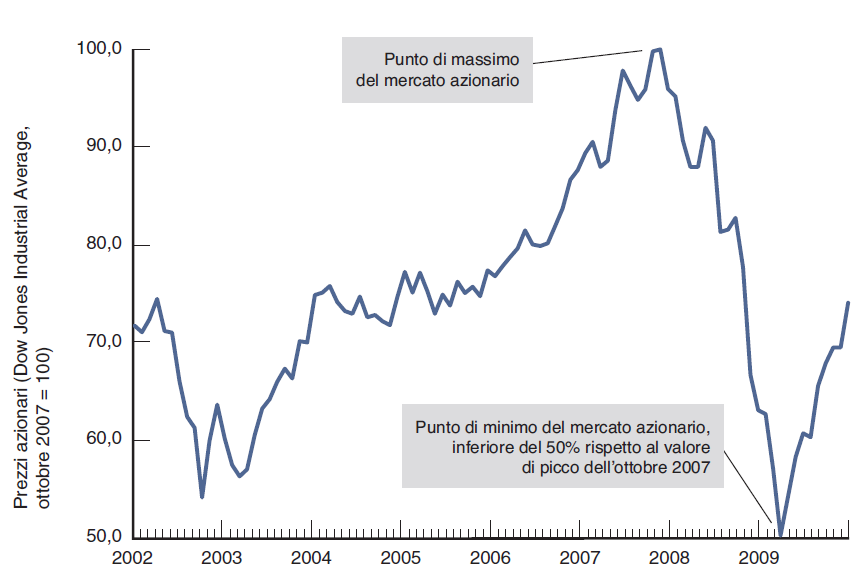 Prezzi azionari (Dow Jones Industrial Average,
ottobre 2007 = 100)
100,0
90,0
80,0
70,0
60,0
50,0
Punto di massimo
del mercato azionario
Punto di minimo del mercato azionario,
inferiore del 50% rispetto al valore
di picco dell’ottobre 2007
2002 2003 2004 2005 2006 2007 2008 2009